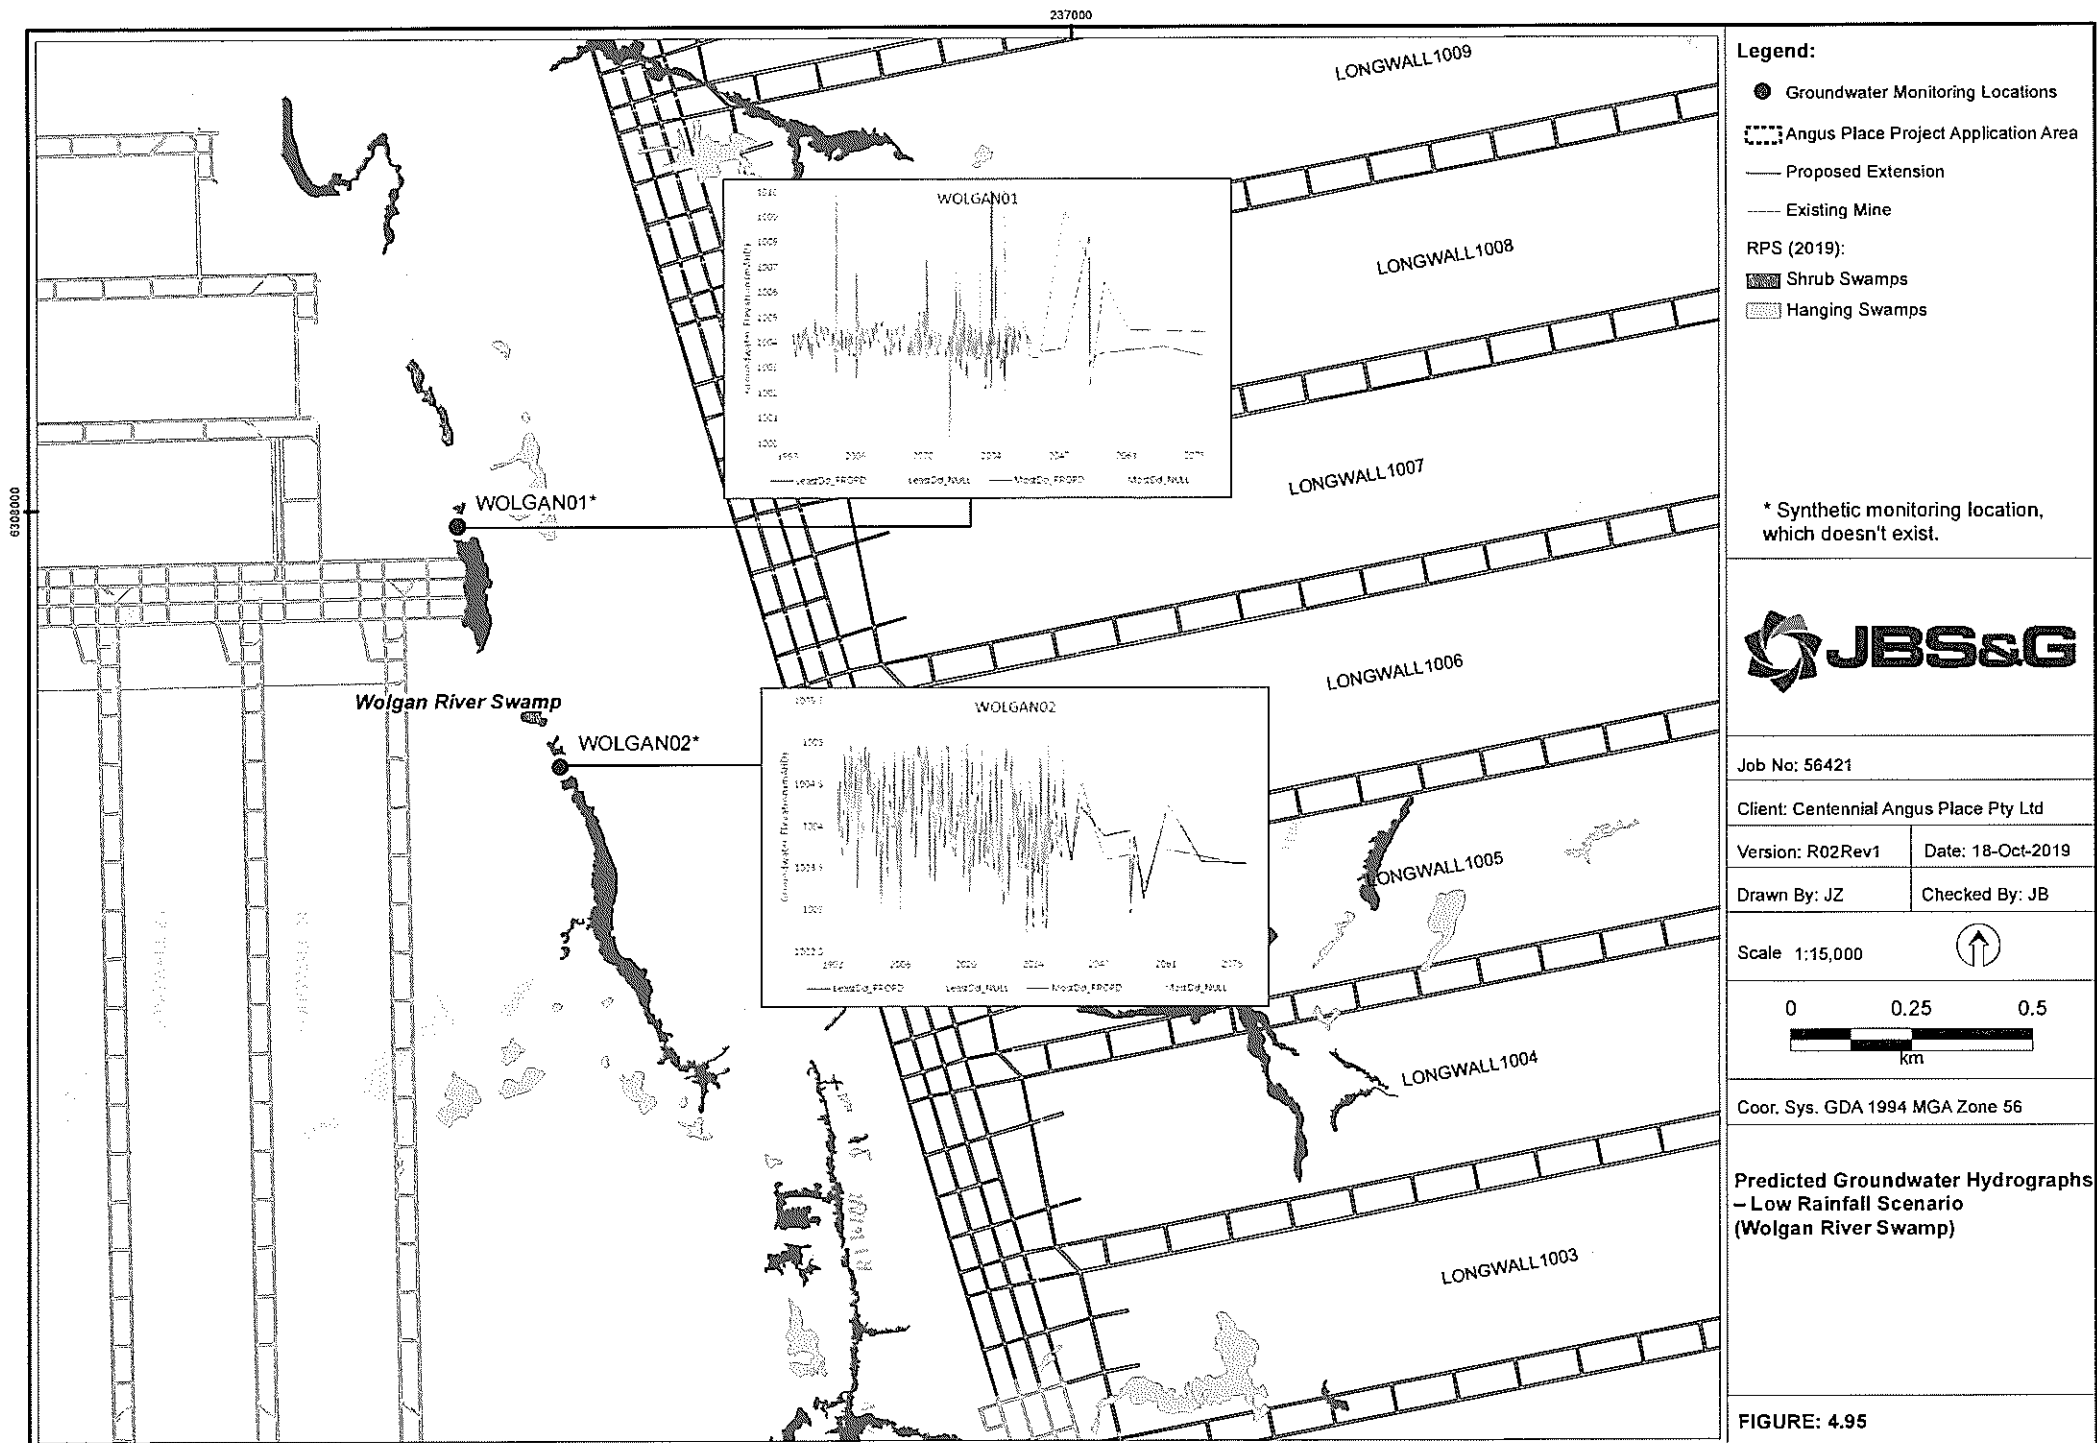 237000
6308000
LONGWALL1009
LONGWALL1008
LONGWALL1007
LONGWALL1006
LONGWALL1005
LONGWALL1004
LONGWALL1003
WOLGAN01
WOLGAN01*
Wolgan River Swamp
WOLGAN02
WOLGAN02*
Legend:
Groundwater Monitoring Locations
Angus Place Project Application Area
Proposed Extension
Existing Mine
RPS (2019):
Shrub Swamps
Hanging Swamps
* Synthetic monitoring location,
which doesn't exist.
JBS&G
Job No: 56421
Client: Centennial Angus Place Pty Ltd
Version: R02Rev1
Date: 18-Oct-2019
Drawn By: JZ
Checked By: JB
Scale 1:15,000
0 0.25 0.5
km
Coor. Sys. GDA 1994 MGA Zone 56
Predicted Groundwater Hydrographs
– Low Rainfall Scenario
(Wolgan River Swamp)
FIGURE: 4.95